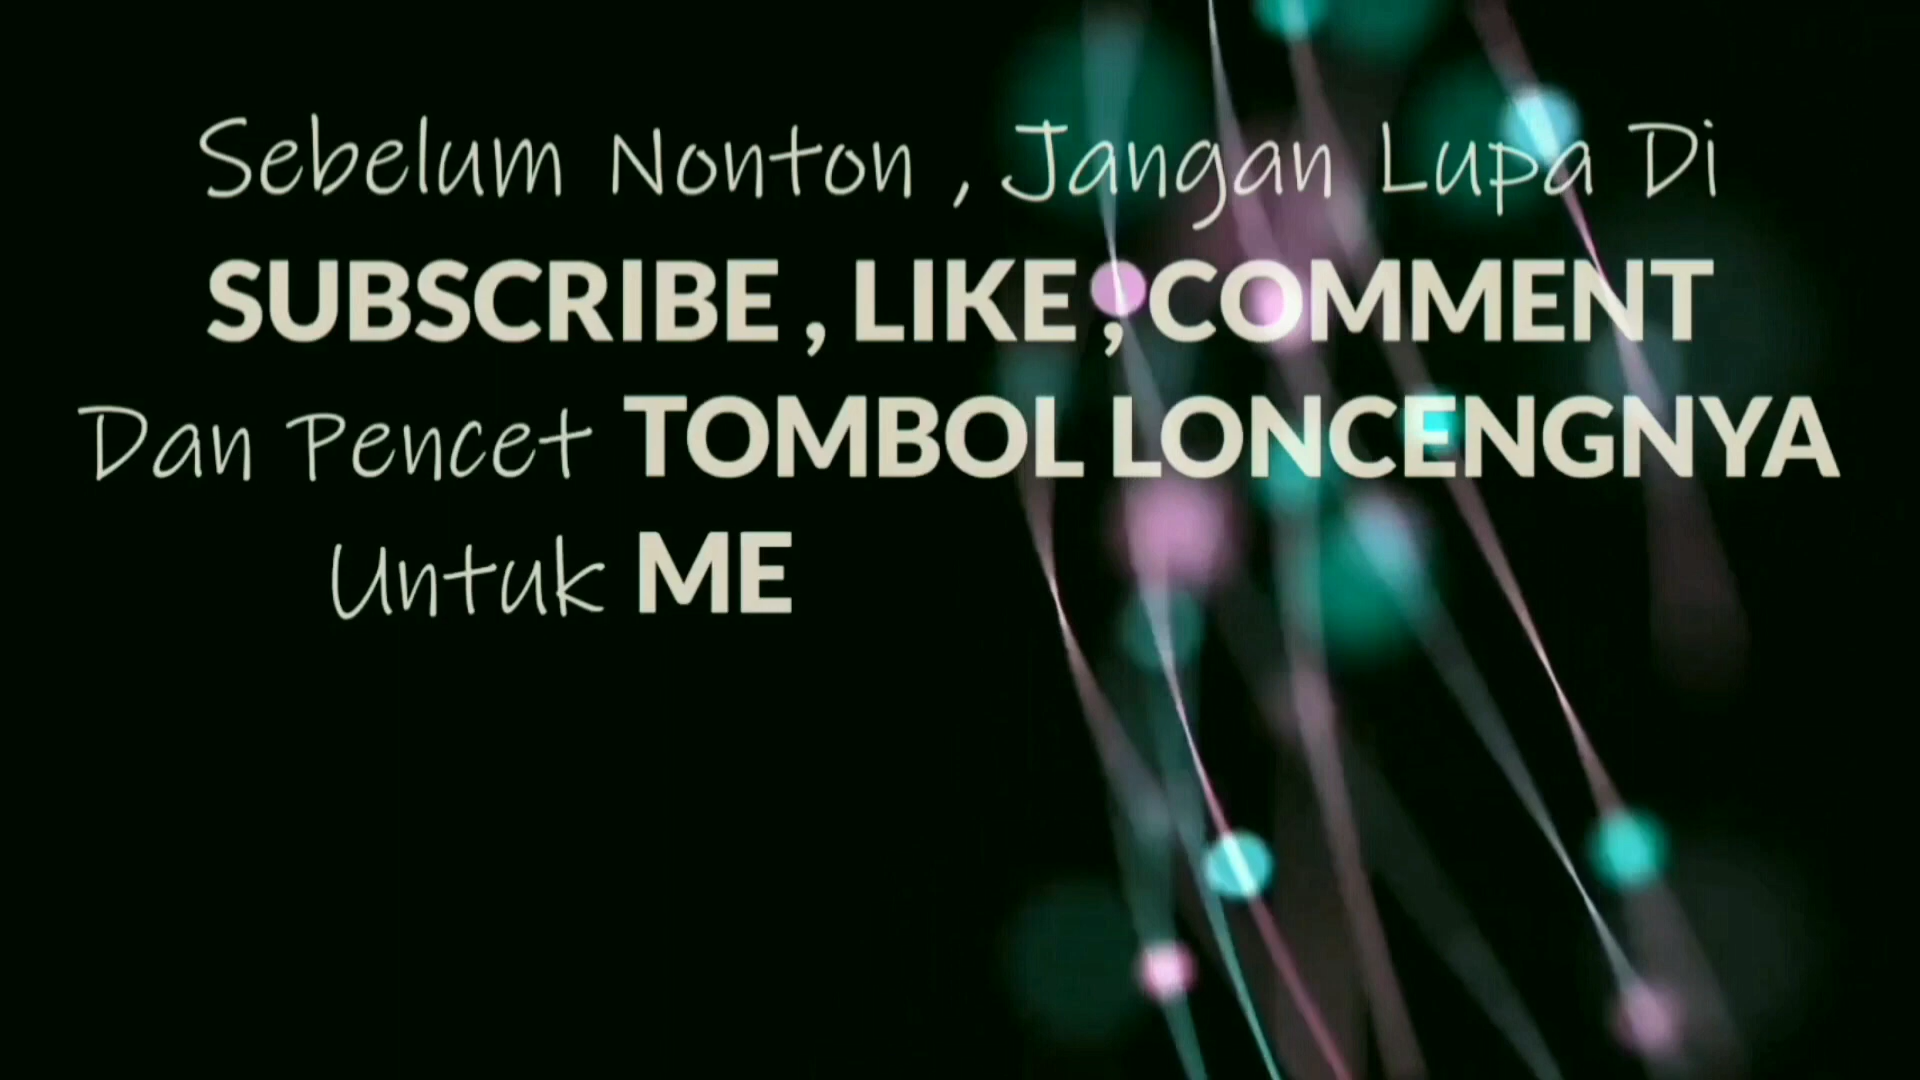 Sebelum Nonton , Jangan Lupa Di
SUBSCRIBE , LIKE , COMMENT
Dan Pencet TOMBOL LONCENGNYA
Untuk ME